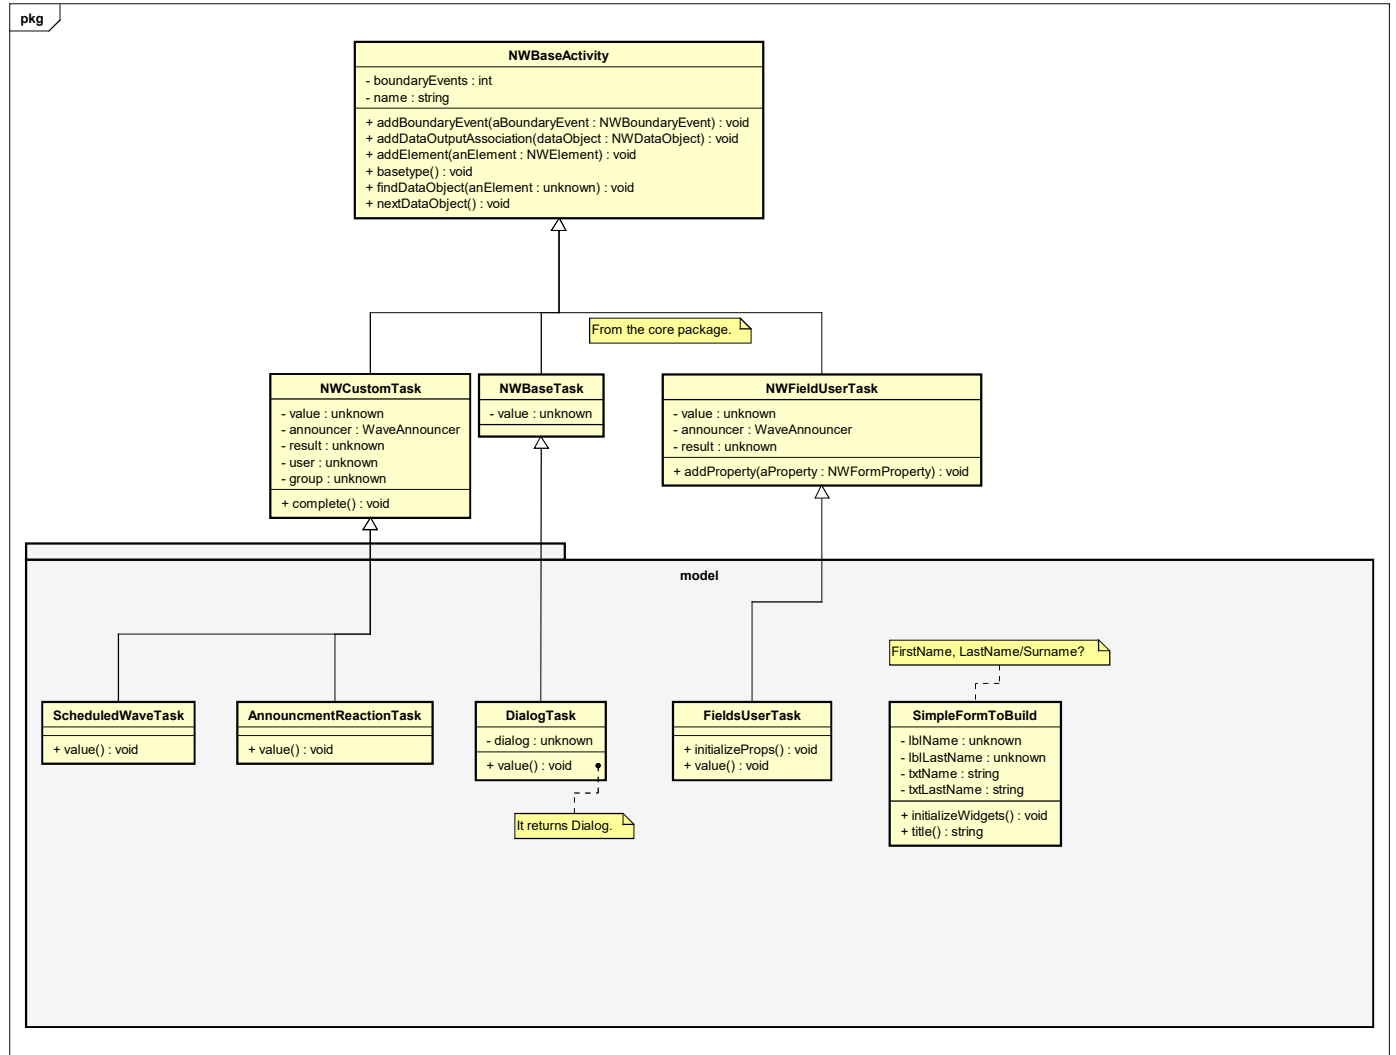 pkg
NWBaseActivity
- boundaryEvents : int
- name : string
+ addBoundaryEvent(aBoundaryEvent : NWBoundaryEvent) : void
+ addDataOutputAssociation(dataObject : NWDataObject) : void
+ addElement(anElement : NWElement) : void
+ basetype() : void
+ findDataObject(anElement : unknown) : void
+ nextDataObject() : void
From the core package.
NWCustomTask
- value : unknown
- announcer : WaveAnnouncer
- result : unknown
- user : unknown
- group : unknown
+ complete() : void
NWBaseTask
- value : unknown
NWFieldUserTask
- value : unknown
- announcer : WaveAnnouncer
- result : unknown
+ addProperty(aProperty : NWFormProperty) : void
model
FirstName, LastName/Surname?
ScheduledWaveTask
+ value() : void
AnnouncmentReactionTask
+ value() : void
DialogTask
- dialog : unknown
+ value() : void
It returns Dialog.
FieldsUserTask
+ initializeProps() : void
+ value() : void
SimpleFormToBuild
- lblName : unknown
- lblLastName : unknown
- txtName : string
- txtLastName : string
+ initializeWidgets() : void
+ title() : string